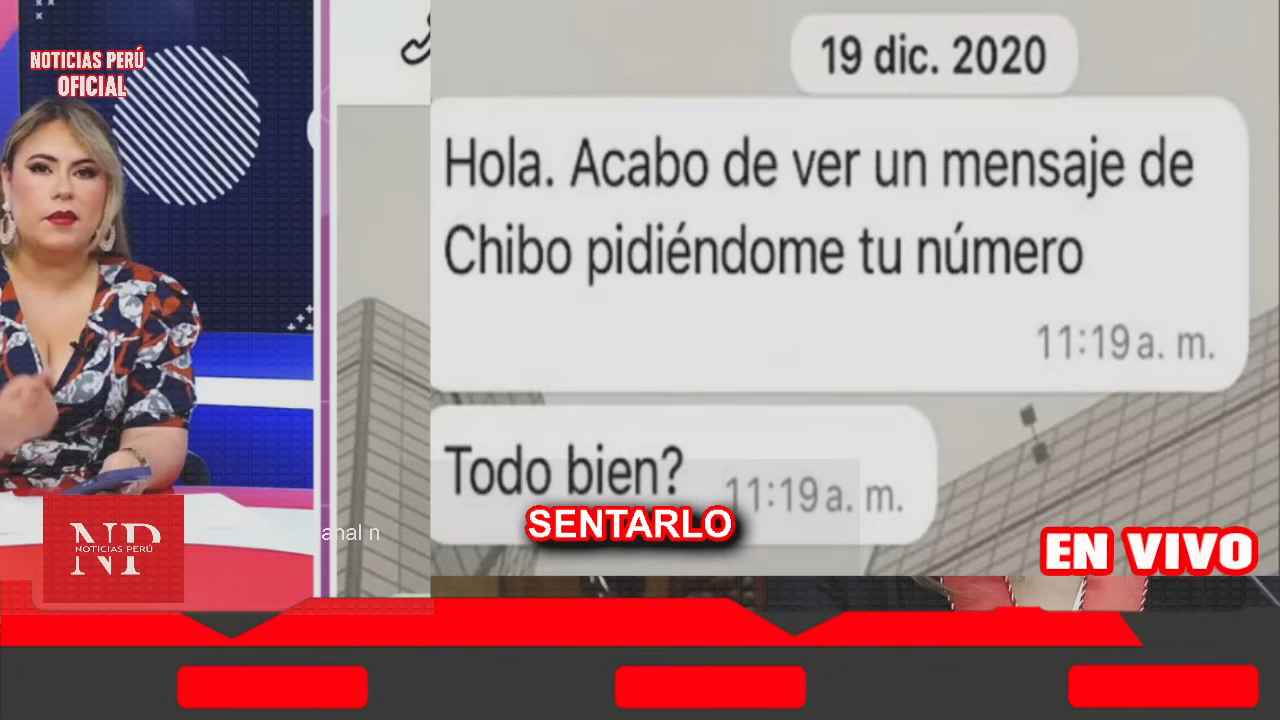 NOTICIAS PERÚ
OFICIAL
19 dic. 2020
Hola. Acabo de ver un mensaje de
Chibo pidiéndome tu número
11:19 a. m.
Todo bien?
11:19 a. m.
SENTARLO
anal n
EN VIVO
NP
NOTICIAS PERÚ